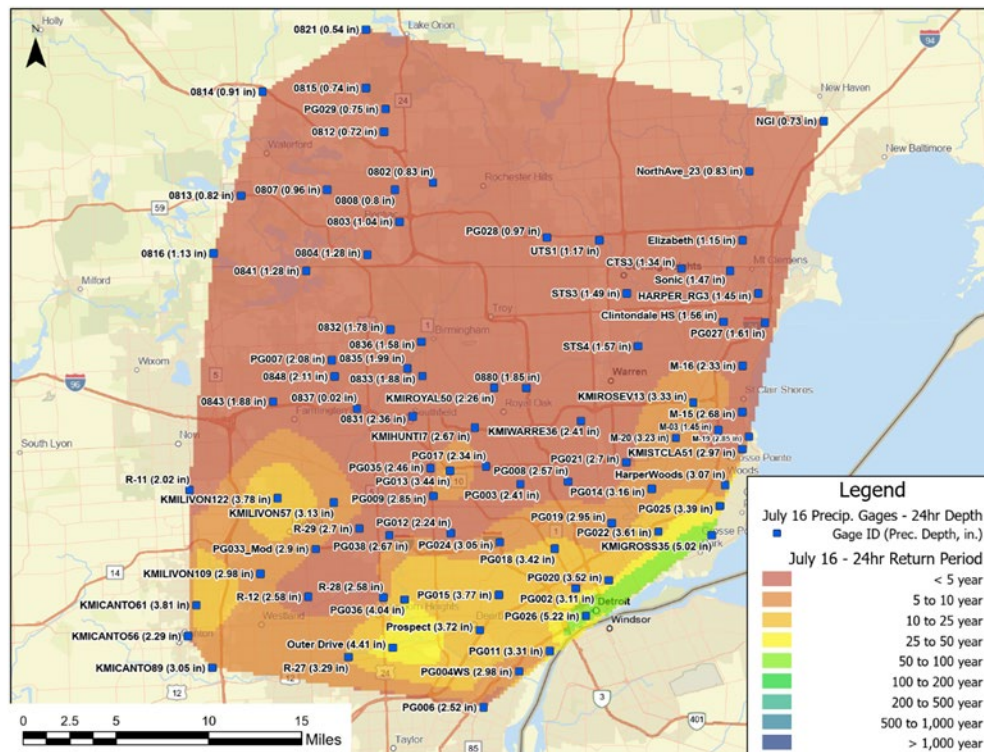 Holly
0821 (0.54 in)
Lake Orion
94
N
0814 (0.91 in)
0815 (0.74 in)
24
PG029 (0.75 in)
New Haven
0812 (0.72 in)
NGI (0.73 in)
Waterford
New Baltimore
0802 (0.83 in)
Rochester Hills
NorthAve_23 (0.83 in)
0813 (0.82 in)
0807 (0.96 in)
0808 (0.8 in)
59
0803 (1.04 in)
PG028 (0.97 in)
UTS1 (1.17 in)
Elizabeth (1.15 in)
0816 (1.13 in)
0804 (1.28 in)
CTS3 (1.34 in)
0841 (1.28 in)
Mt Clemens
Sonic (1.47 in)
Milford
STS3 (1.49 in)
HARPER_RG3 (1.45 in)
Troy
Clintondale HS (1.56 in)
0832 (1.78 in)
1
Birmingham
PG027 (1.61 in)
0836 (1.58 in)
STS4 (1.57 in)
Wixom
PG007 (2.08 in)
0835 (1.99 in)
M-16 (2.33 in)
96
5
0848 (2.11 in)
0833 (1.88 in)
0880 (1.85 in)
Warren
St Clair Shores
0843 (1.88 in)
0837 (0.02 in)
KMIROYAL50 (2.26 in)
KMIROSEV13 (3.33 in)
Farmington
0831 (2.36 in)
Southfield
Royal Oak
M-15 (2.68 in)
South Lyon
Novi
KMIHUNTI7 (2.67 in)
KMIWARRE36 (2.41 in)
M-03 (1.45 in)
M-20 (3.23 in)
M-19 (2.85 in)
PG017 (2.34 in)
KMISTCLA51 (2.97 in)
R-11 (2.02 in)
PG035 (2.46 in)
10
PG008 (2.57 in)
PG021 (2.7 in)
HarperWoods (3.07 in)
PG013 (3.44 in)
KMILIVON122 (3.78 in)
PG009 (2.85 in)
PG003 (2.41 in)
PG014 (3.16 in)
KMILIVON57 (3.13 in)
PG025 (3.39 in)
R-29 (2.7 in)
PG012 (2.24 in)
PG019 (2.95 in)
PG022 (3.61 in)
PG033_Mod (2.9 in)
PG038 (2.67 in)
PG024 (3.05 in)
KMIGROSS35 (5.02 in)
PG018 (3.42 in)
14
KMILIVON109 (2.98 in)
PG020 (3.52 in)
R-28 (2.58 in)
R-12 (2.58 in)
PG015 (3.77 in)
PG002 (3.11 in)
KMICANTO61 (3.81 in)
PG036 (4.04 in)
Detroit
PG026 (5.22 in)
Westland
Prospect (3.72 in)
Windsor
KMICANTO56 (2.29 in)
Outer Drive (4.41 in)
PG011 (3.31 in)
KMICANTO89 (3.05 in)
R-27 (3.29 in)
PG004WS (2.98 in)
12
12
3
PG006 (2.52 in)
401
Taylor
85
0 2.5 5 10 15
Miles
Legend
July 16 Precip. Gages - 24hr Depth
Gage ID (Prec. Depth, in.)
July 16 - 24hr Return Period
< 5 year
5 to 10 year
10 to 25 year
25 to 50 year
50 to 100 year
100 to 200 year
200 to 500 year
500 to 1,000 year
> 1,000 year